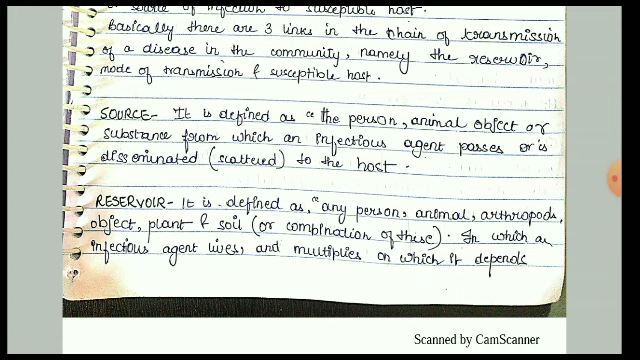 or source of infection to susceptible host.
Basically there are 3 links in the chain of transmission
of a disease in the community, namely the reservoir,
mode of transmission & susceptible host.
SOURCE- It is defined as "the person, animal object or
substance from which an infectious agent passes or is
disseminated (scattered) to the host.
RESERVOIR- It is defined as, "any person, animal, arthropods,
object, plant & soil (or combination of these). In which an
infectious agent lives, and multiplies on which it depends
Scanned by CamScanner